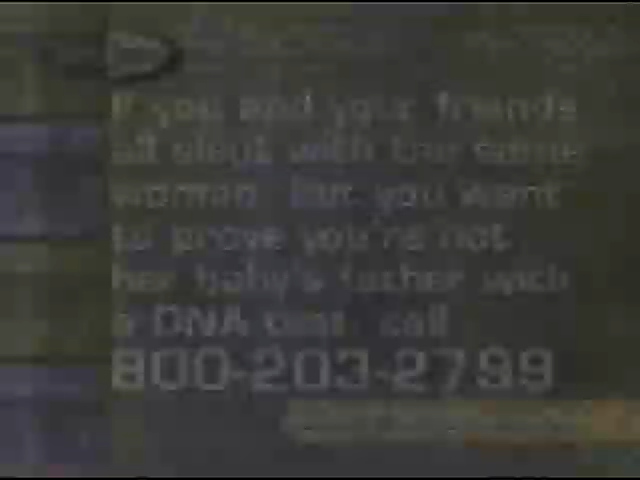 If you and your friends
all slept with the same
woman, but you want
to prove you're not
her baby's father with
a DNA test, call
800-203-2799